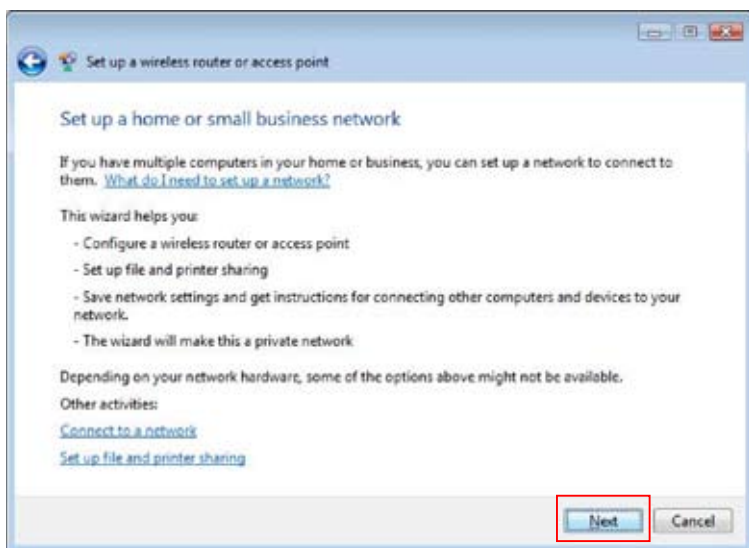 Set up a wireless router or access point
Set up a home or small business network
If you have multiple computers in your home or business, you can set up a network to connect to
them. What do I need to set up a network?
This wizard helps you:
- Configure a wireless router or access point
- Set up file and printer sharing
- Save network settings and get instructions for connecting other computers and devices to your
network.
- The wizard will make this a private network
Depending on your network hardware, some of the options above might not be available.
Other activities:
Connect to a network
Set up file and printer sharing
Next Cancel